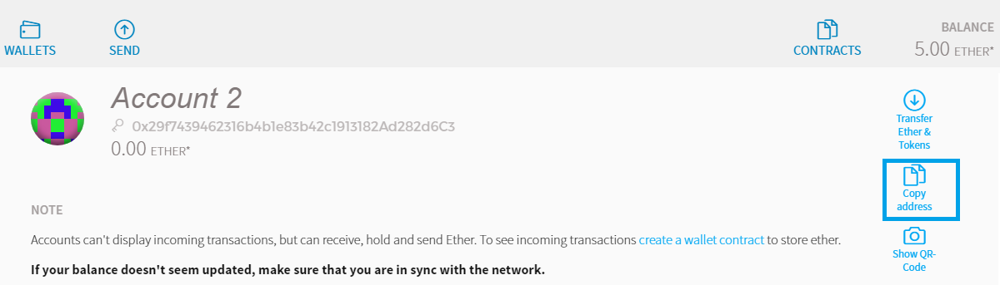 WALLETS
SEND
CONTRACTS
BALANCE
5.00 ETHER*
Account 2
0x29f7439462316b4b1e83b42c1913182Ad282d6C3
0.00 ETHER*
Transfer
Ether &
Tokens
Copy
address
Show QR-
Code
NOTE
Accounts can't display incoming transactions, but can receive, hold and send Ether. To see incoming transactions create a wallet contract to store ether.
If your balance doesn't seem updated, make sure that you are in sync with the network.